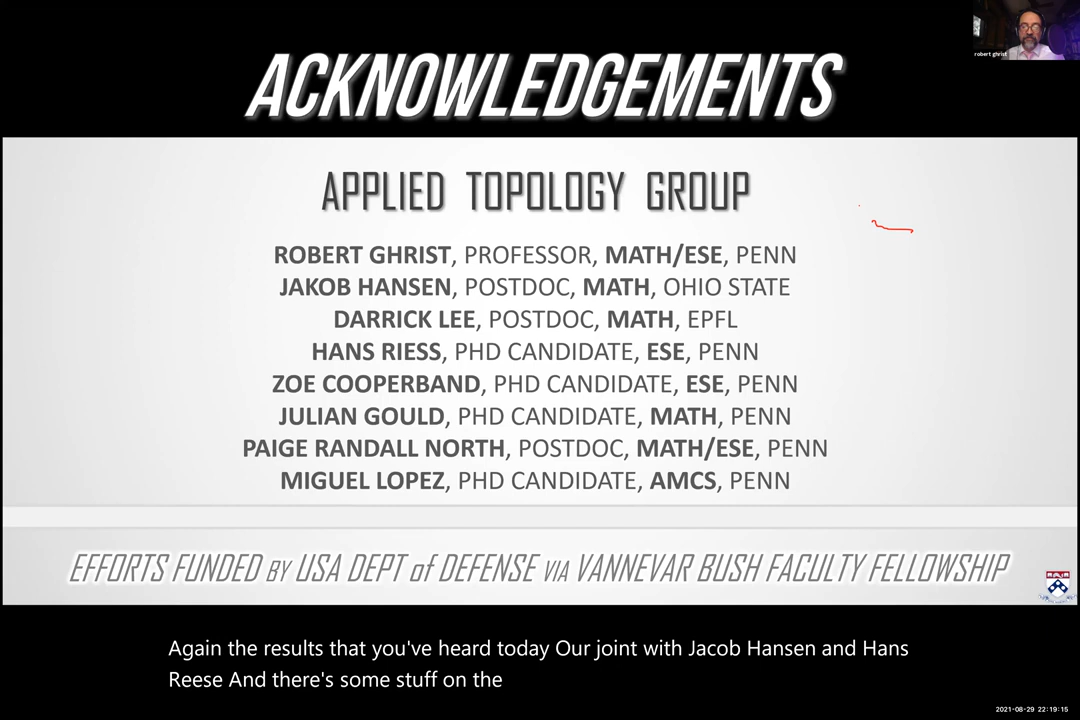 robert ghrist
ACKNOWLEDGEMENTS
APPLIED TOPOLOGY GROUP
ROBERT GHRIST, PROFESSOR, MATH/ESE, PENN
JAKOB HANSEN, POSTDOC, MATH, OHIO STATE
DARRICK LEE, POSTDOC, MATH, EPFL
HANS RIESS, PHD CANDIDATE, ESE, PENN
ZOE COOPERBAND, PHD CANDIDATE, ESE, PENN
JULIAN GOULD, PHD CANDIDATE, MATH, PENN
PAIGE RANDALL NORTH, POSTDOC, MATH/ESE, PENN
MIGUEL LOPEZ, PHD CANDIDATE, AMCS, PENN
EFFORTS FUNDED BY USA DEPT of DEFENSE VIA VANNEVAR BUSH FACULTY FELLOWSHIP
Again the results that you've heard today Our joint with Jacob Hansen and Hans
Reese And there's some stuff on the
2021-08-29 22:19:15